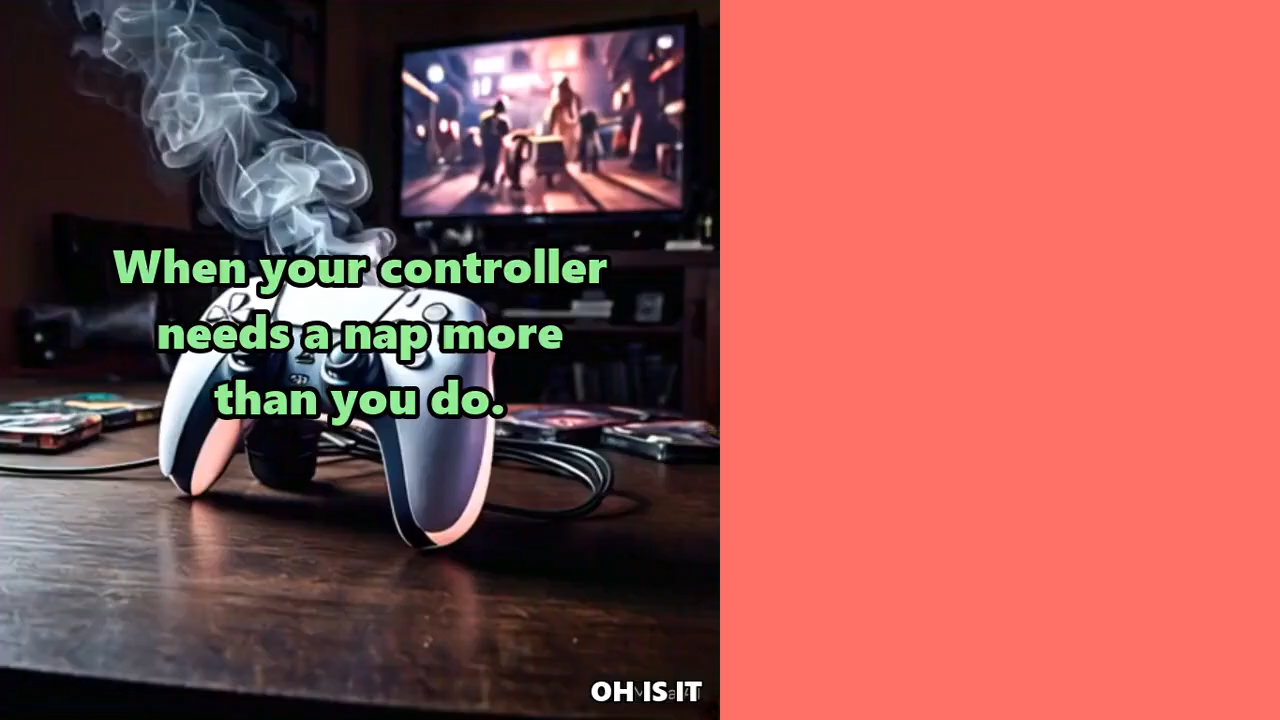 When your controller
needs a nap more
than you do.
OH IS IT